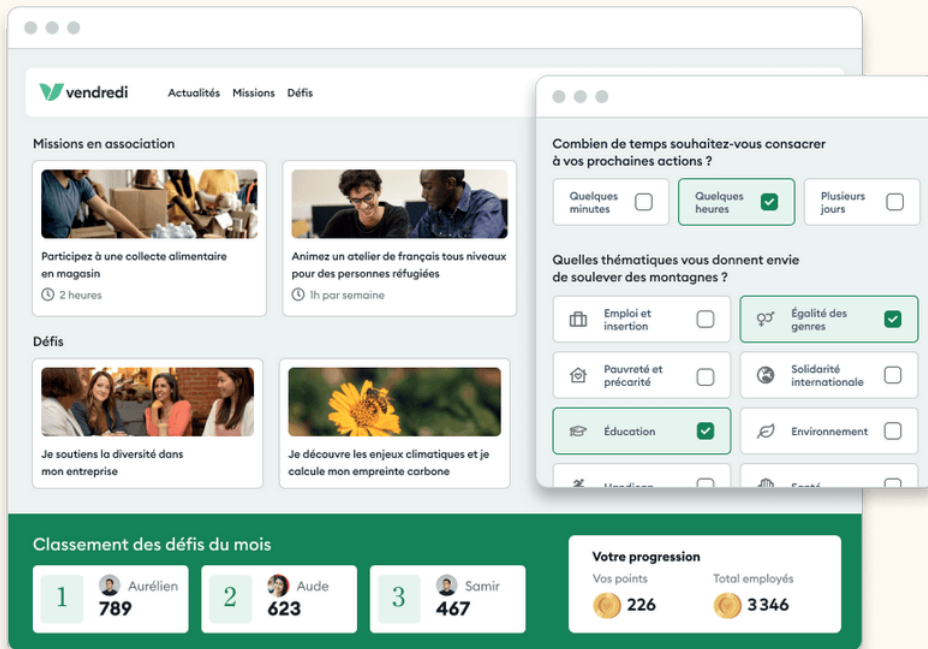 vendredi
Actualités Missions Défis
Missions en association
Participez à une collecte alimentaire
en magasin
2 heures
Animez un atelier de français tous niveaux
pour des personnes réfugiées
1h par semaine
Défis
Je soutiens la diversité dans
mon entreprise
Je découvre les enjeux climatiques et je
calcule mon empreinte carbone
Combien de temps souhaitez-vous consacrer
à vos prochaines actions ?
Quelques
minutes
Quelques
heures
Plusieurs
jours
Quelles thématiques vous donnent envie
de soulever des montagnes ?
Emploi et
insertion
Égalité des
genres
Pauvreté et
précarité
Solidarité
internationale
Éducation
Environnement
Handicap
Santé
Classement des défis du mois
1
Aurélien
789
2
Aude
623
3
Samir
467
Votre progression
Vos points
Total employés
226
3 346